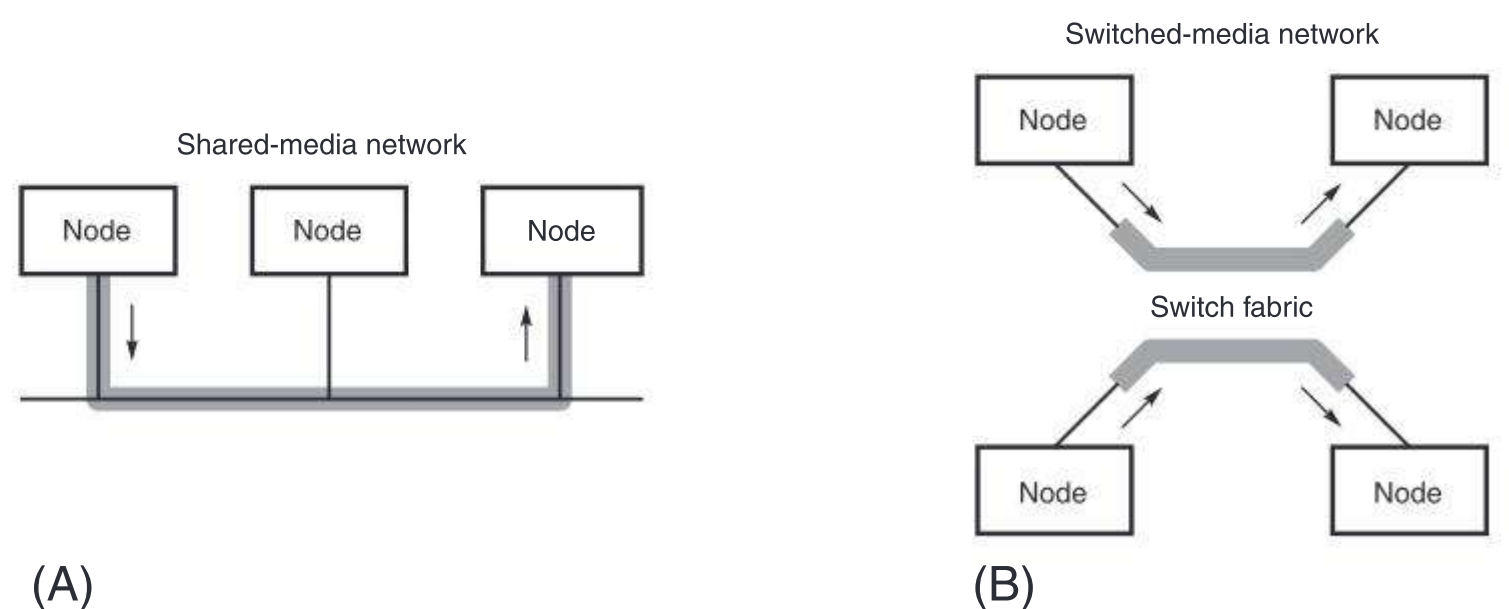 Shared-media network
Node
Node
Node
(A)
Switched-media network
Node
Node
Switch fabric
Node
Node
(B)